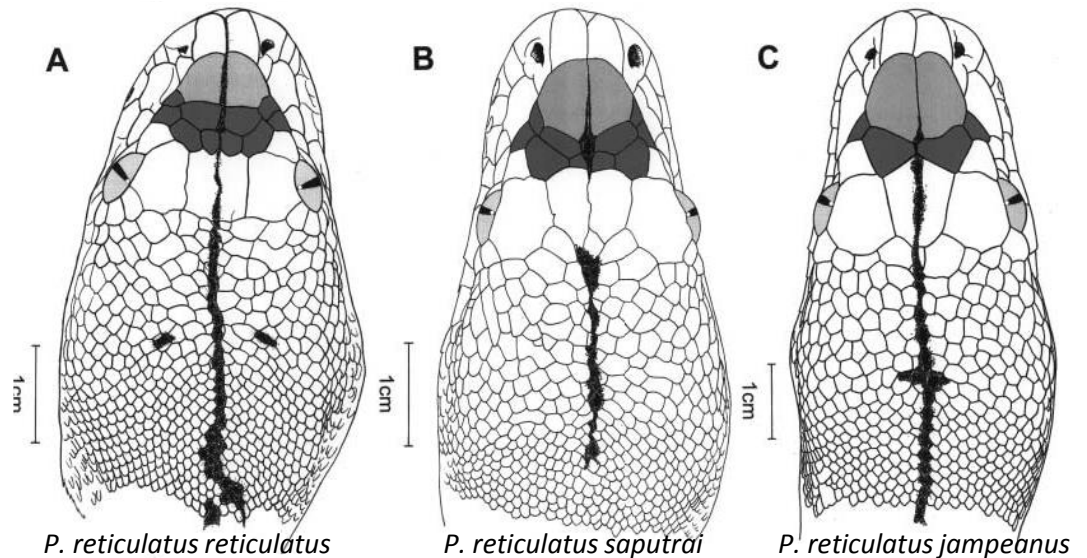 A
B
C
1cm
1cm
1cm
P. reticulatus reticulatus
P. reticulatus saputrai
P. reticulatus jampeanus